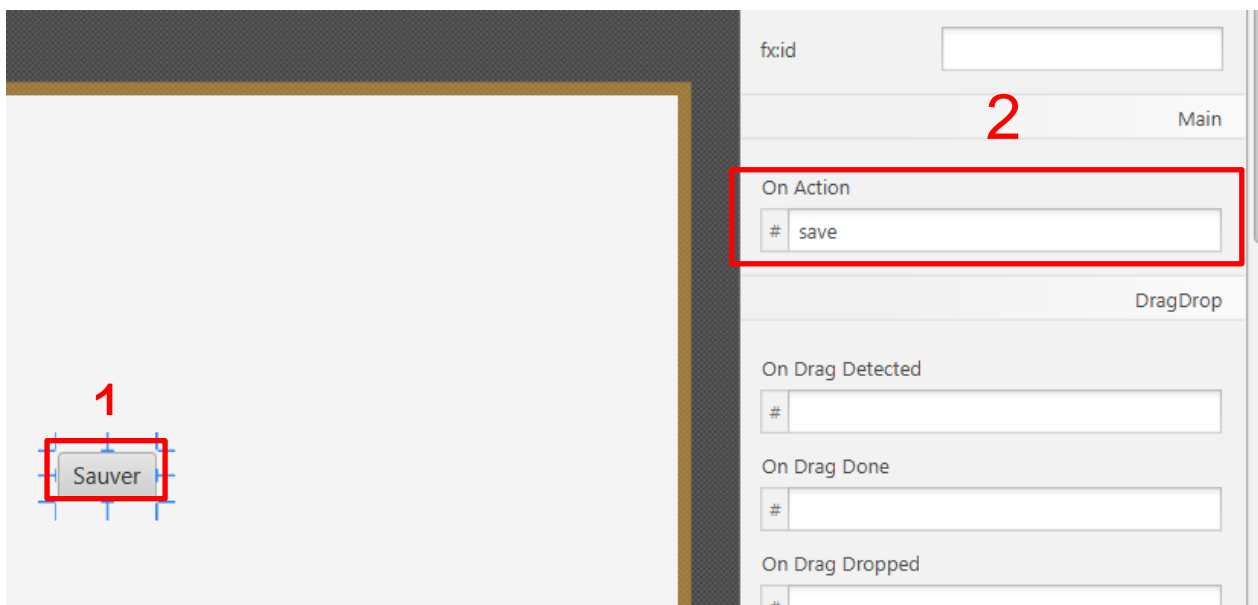 fx:id
2
Main
On Action
# save
DragDrop
On Drag Detected
#
1
On Drag Done
Sauver
#
On Drag Dropped
#